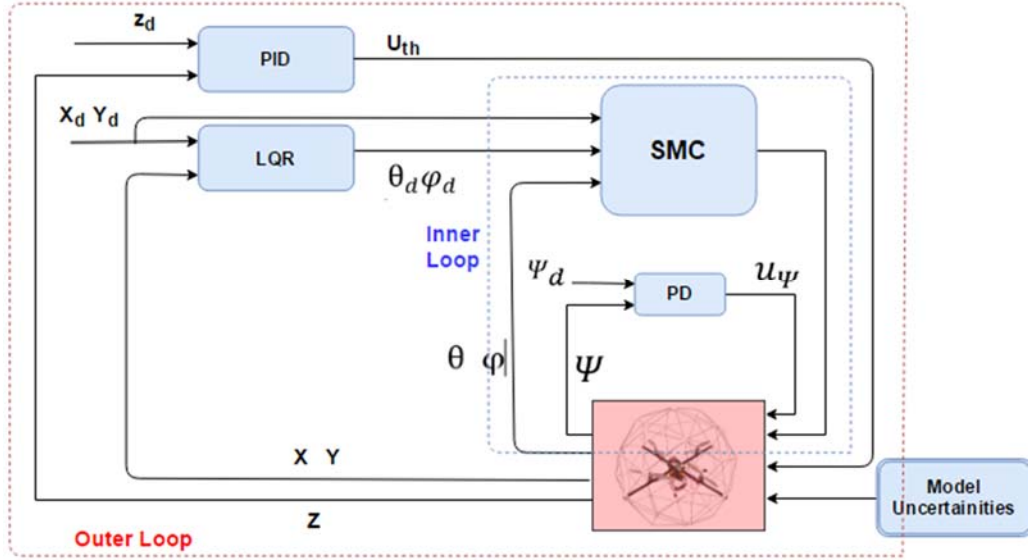 z_d
U_th
PID
X_d Y_d
SMC
LQR
θ_d φ_d
Inner
Loop
Ψ_d
u_Ψ
PD
θ φ
Ψ
X Y
Model
Uncertainities
Z
Outer Loop